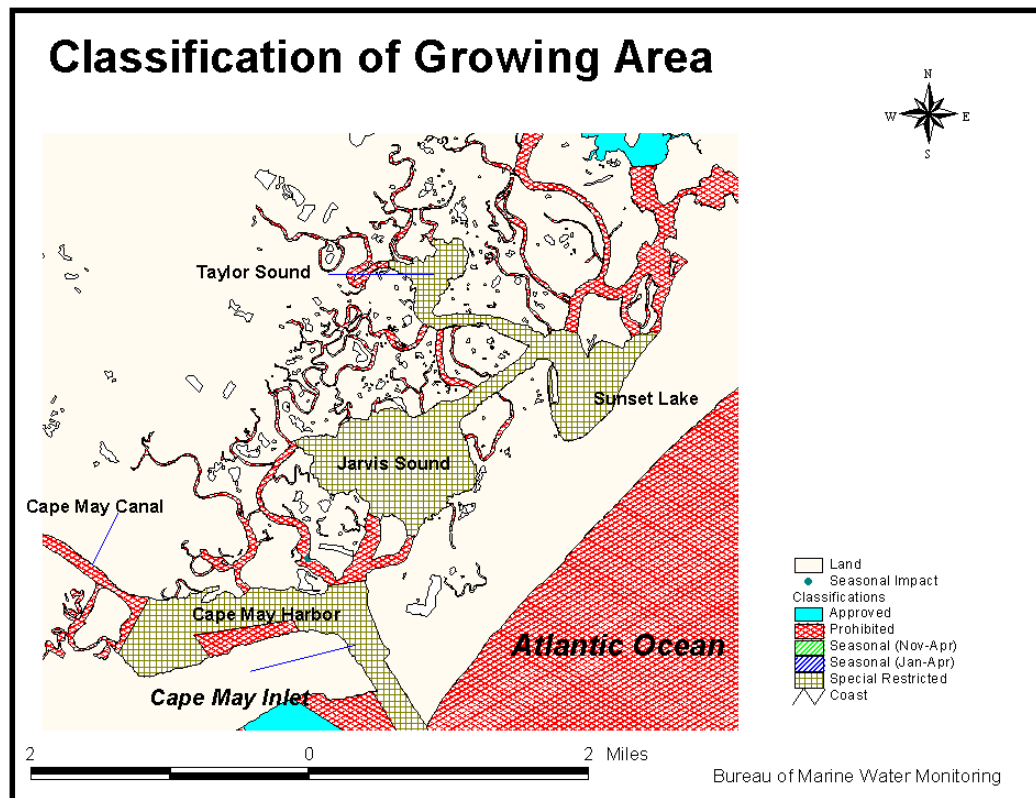 Classification of Growing Area
N
W E
S
Taylor Sound
Sunset Lake
Jarvis Sound
Cape May Canal
Cape May Harbor
Atlantic Ocean
Cape May Inlet
Land
Seasonal Impact
Classifications
Approved
Prohibited
Seasonal (Nov-Apr)
Seasonal (Jan-Apr)
Special Restricted
Coast
2 0 2 Miles
Bureau of Marine Water Monitoring